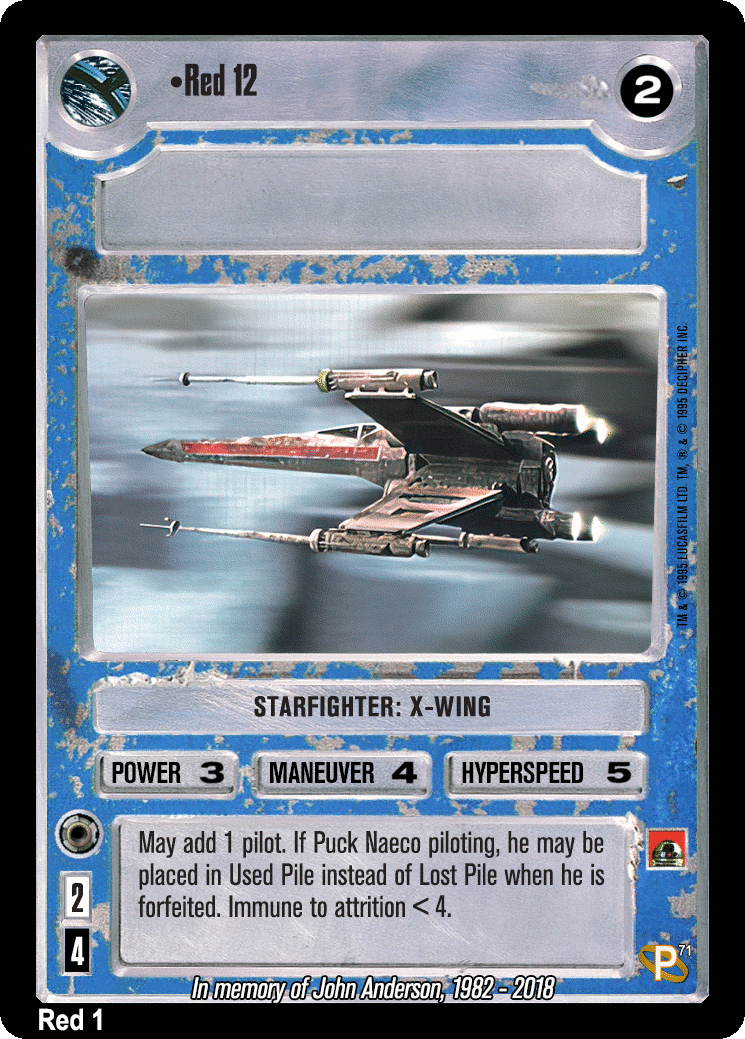 •Red 12
2
TM & © 1995 LUCASFILM LTD. TM, ® & © 1995 DECIPHER INC.
STARFIGHTER: X-WING
POWER 3 MANEUVER 4 HYPERSPEED 5
May add 1 pilot. If Puck Naeco piloting, he may be
placed in Used Pile instead of Lost Pile when he is
forfeited. Immune to attrition < 4.
2
4
P 71
In memory of John Anderson, 1982 - 2018
Red 1